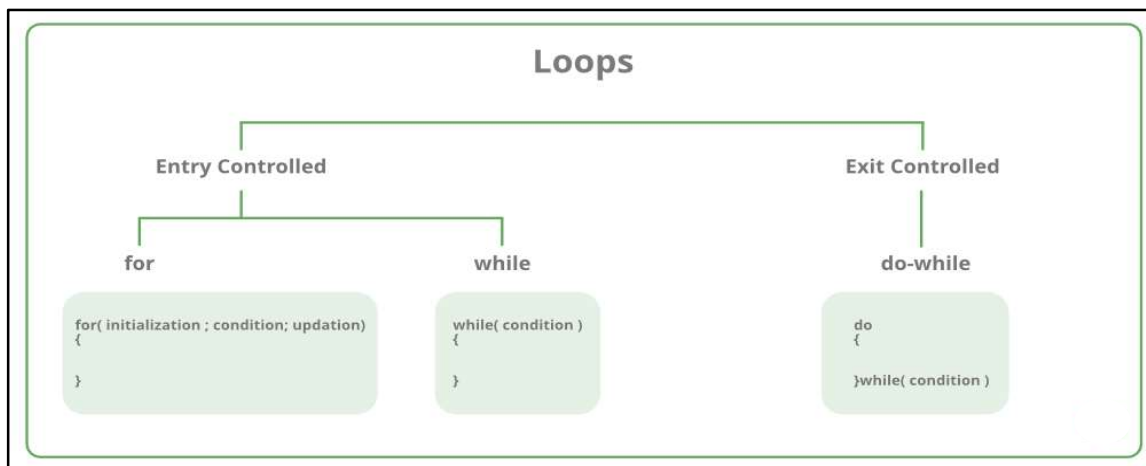 Loops
Entry Controlled
Exit Controlled
for
while
do-while
for( initialization ; condition; updation)
{
}
while( condition )
{
}
do
{
}while( condition )